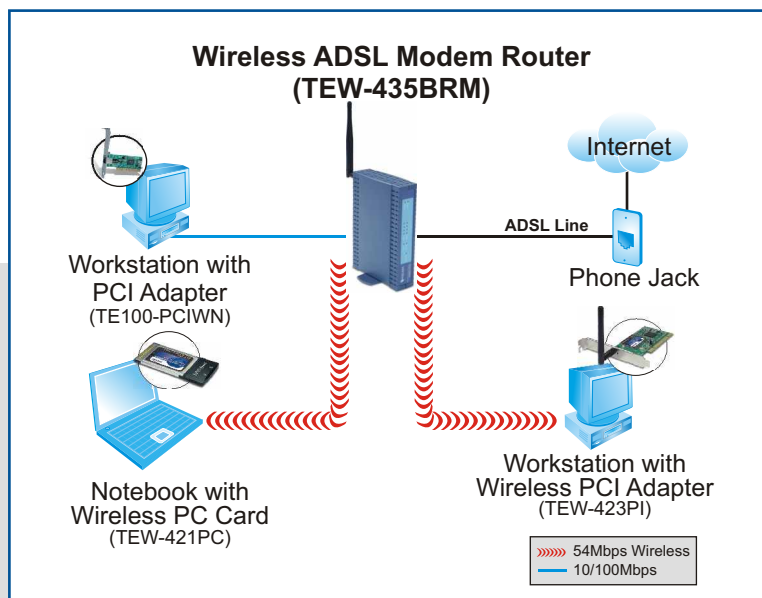 Wireless ADSL Modem Router
(TEW-435BRM)
Internet
ADSL Line
Phone Jack
Workstation with
PCI Adapter
(TE100-PCIWN)
Notebook with
Wireless PC Card
(TEW-421PC)
Workstation with
Wireless PCI Adapter
(TEW-423PI)
54Mbps Wireless
10/100Mbps